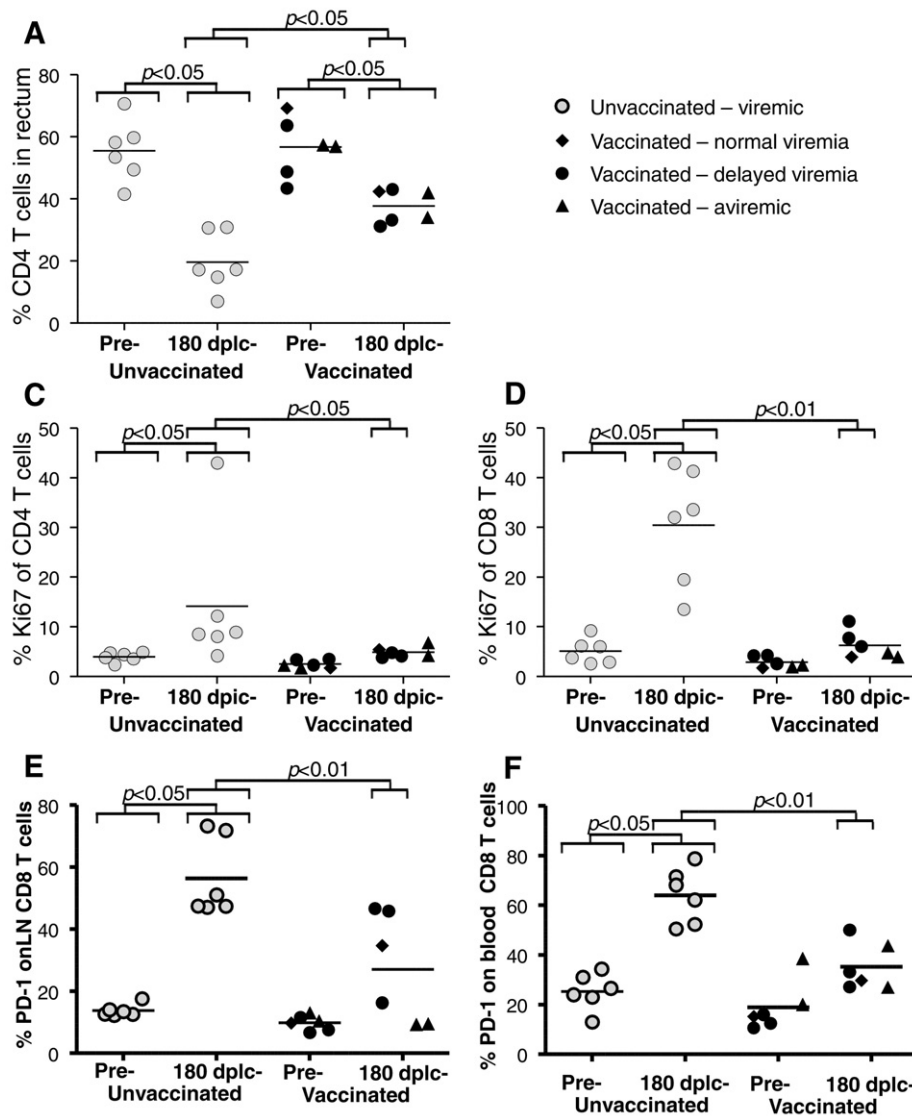 A
p<0.05
p<0.05
p<0.05
% CD4 T cells in rectum
80
60
40
20
0
Pre- 180 dplc- Pre- 180 dplc-
Unvaccinated Vaccinated
Unvaccinated – viremic
Vaccinated – normal viremia
Vaccinated – delayed viremia
Vaccinated – aviremic
C
p<0.05
p<0.05
% Ki67 of CD4 T cells
50
40
30
20
10
0
Pre- 180 dpic- Pre- 180 dpic-
Unvaccinated Vaccinated
D
p<0.01
p<0.05
% Ki67 of CD8 T cells
50
40
30
20
10
0
Pre- 180 dpic- Pre- 180 dpic-
Unvaccinated Vaccinated
E
p<0.01
p<0.05
% PD-1 onLN CD8 T cells
80
60
40
20
0
Pre- 180 dplc- Pre- 180 dplc-
Unvaccinated Vaccinated
F
p<0.01
p<0.05
% PD-1 on blood CD8 T cells
100
80
60
40
20
0
Pre- 180 dplc- Pre- 180 dplc-
Unvaccinated Vaccinated